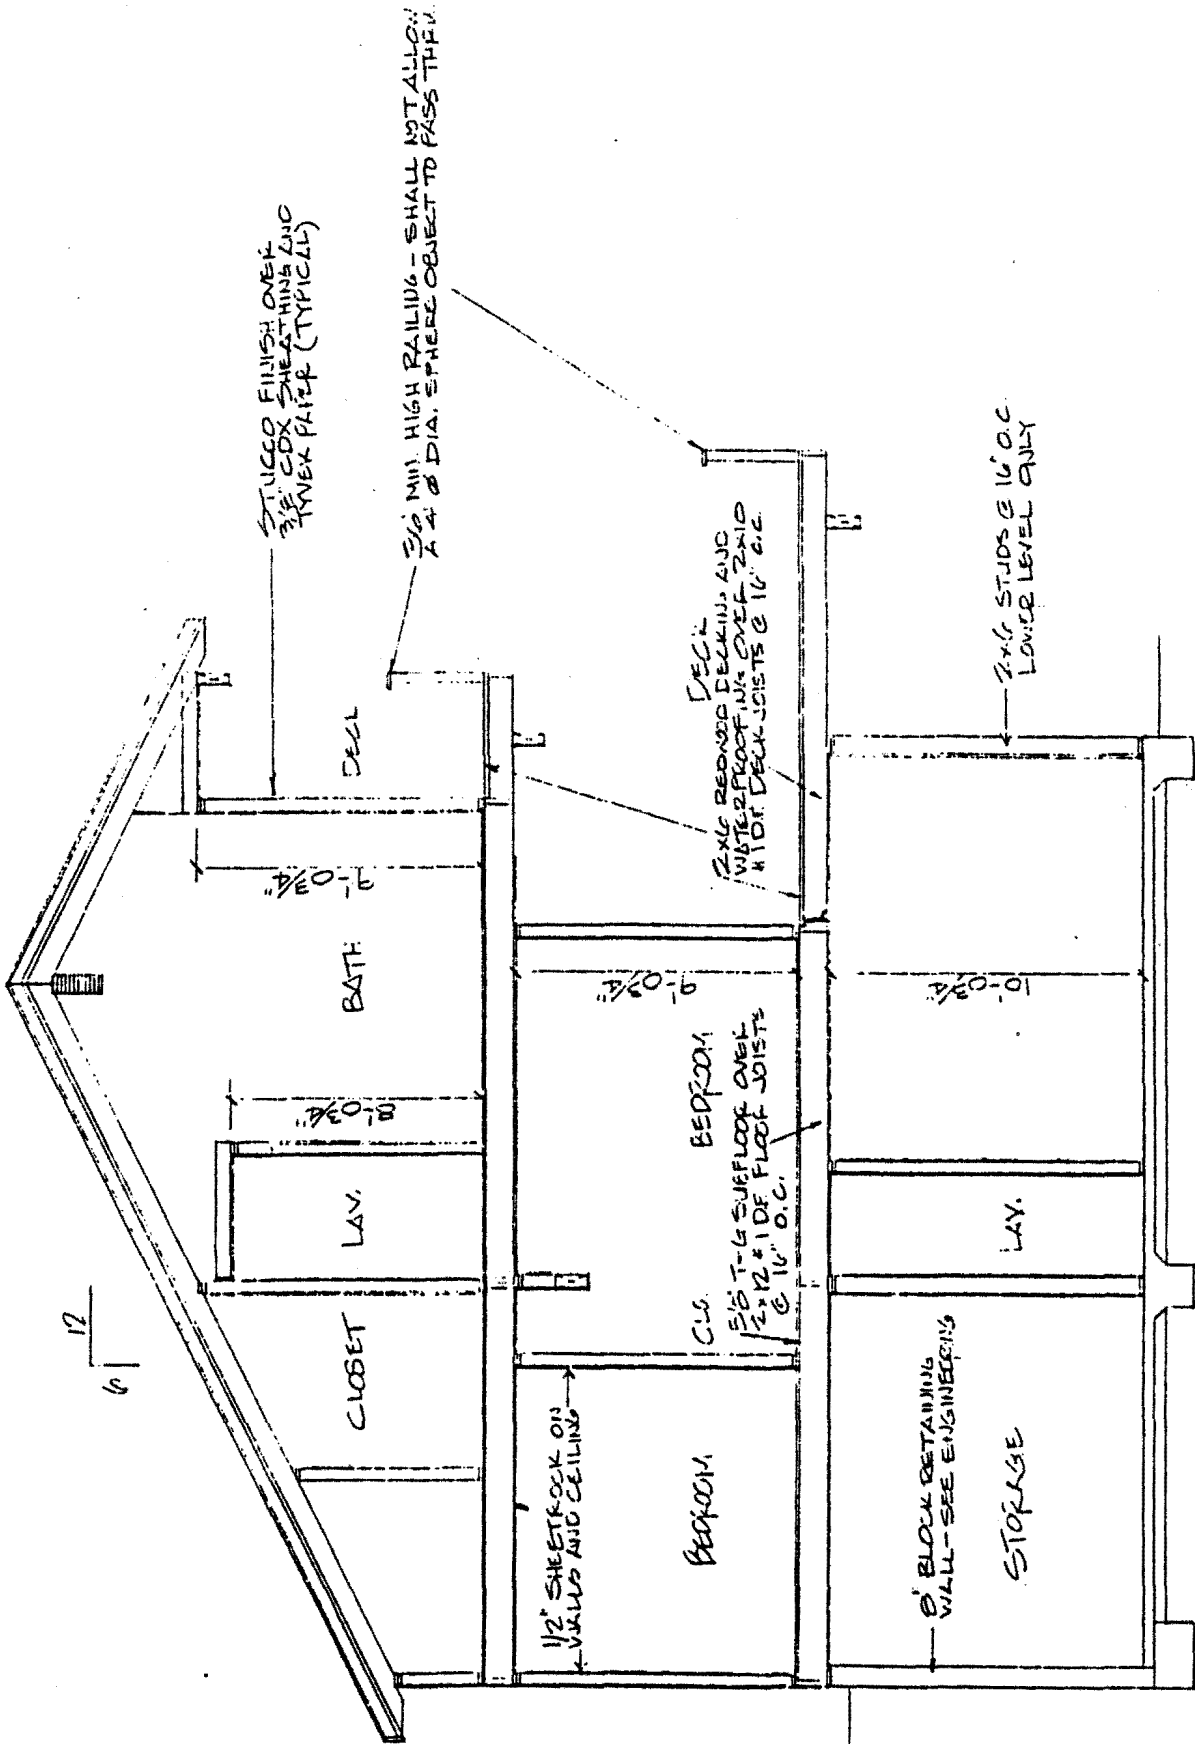 12
6
STUCCO FINISH OVER
3/8" CDX SHEATHING AND
TYVEK PAPER (TYPICAL)
3'6" MIN. HIGH RAILING - SHALL NOT ALLOW
A 4" Ø DIA. SPHERE OBJECT TO PASS THRU
CLOSET
LAV.
8'-0 3/4"
BATH
9'-0 3/4"
DECK
1/2" SHEETROCK ON
WALLS AND CEILING
BEDROOM
CLO.
BEDROOM
9'-0 3/4"
5/8" T-G SUBFLOOR OVER
2x12 #1 DF FLOOR JOISTS
@ 16" O.C.
DECK
2x6 REDWOOD DECKING AND
WATERPROOFING OVER 2x10
#1 D.F. DECK JOISTS @ 16" O.C.
8" BLOCK RETAINING
WALL - SEE ENGINEERING
STORAGE
LAV.
10'-0 3/4"
2x6 STUDS @ 16" O.C.
LOWER LEVEL ONLY